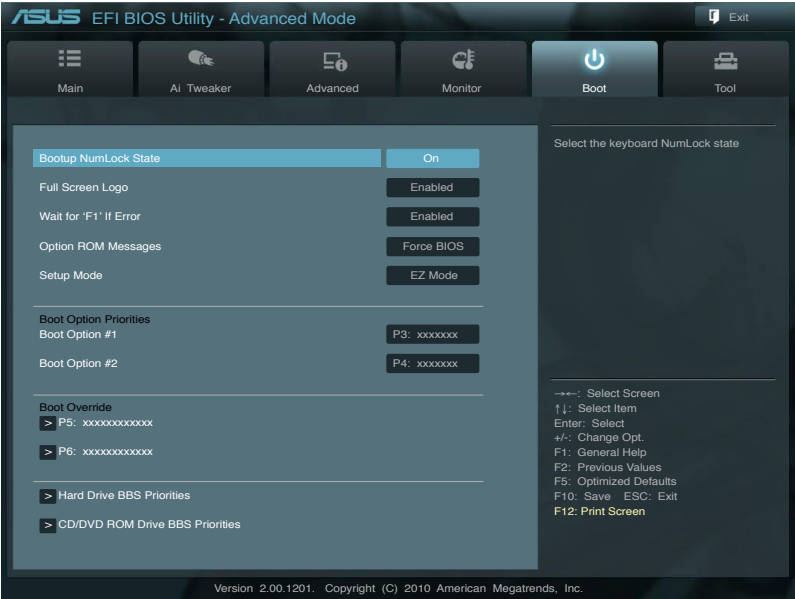 ASUS EFI BIOS Utility - Advanced Mode
Exit
Main
Ai Tweaker
Advanced
Monitor
Boot
Tool
Bootup NumLock State On
Full Screen Logo Enabled
Wait for ‘F1’ If Error Enabled
Option ROM Messages Force BIOS
Setup Mode EZ Mode
Boot Option Priorities
Boot Option #1 P3: xxxxxxx
Boot Option #2 P4: xxxxxxx
Boot Override
> P5: xxxxxxxxxxxx
> P6: xxxxxxxxxxxx
> Hard Drive BBS Priorities
> CD/DVD ROM Drive BBS Priorities
Select the keyboard NumLock state
→←: Select Screen
↑↓: Select Item
Enter: Select
+/-: Change Opt.
F1: General Help
F2: Previous Values
F5: Optimized Defaults
F10: Save ESC: Exit
F12: Print Screen
Version 2.00.1201. Copyright (C) 2010 American Megatrends, Inc.